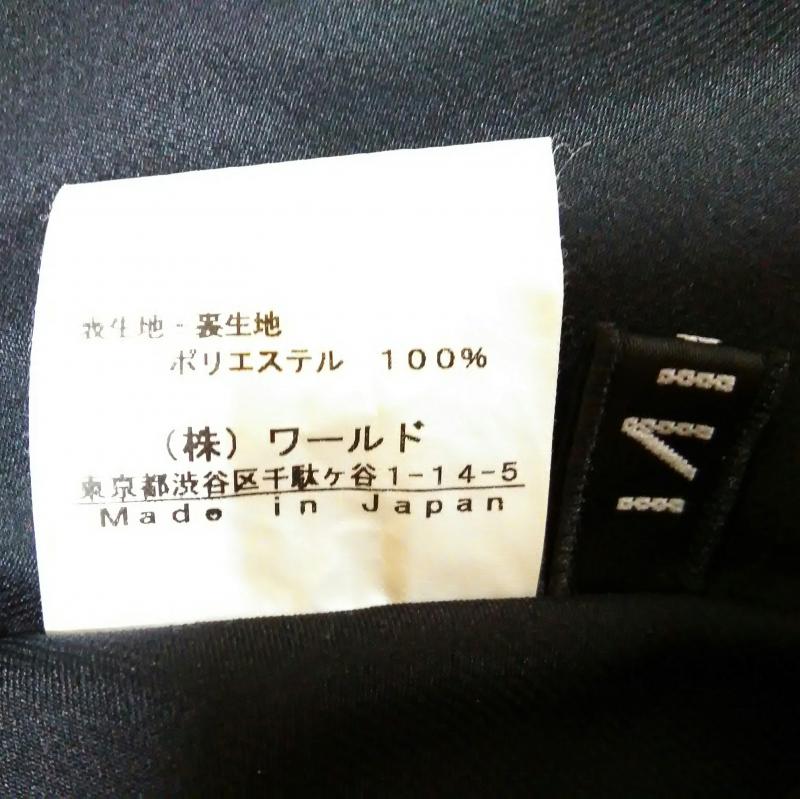 表生地・裏生地
ポリエステル 100%
(株)ワールド
東京都渋谷区千駄ケ谷1-14-5
Made in Japan